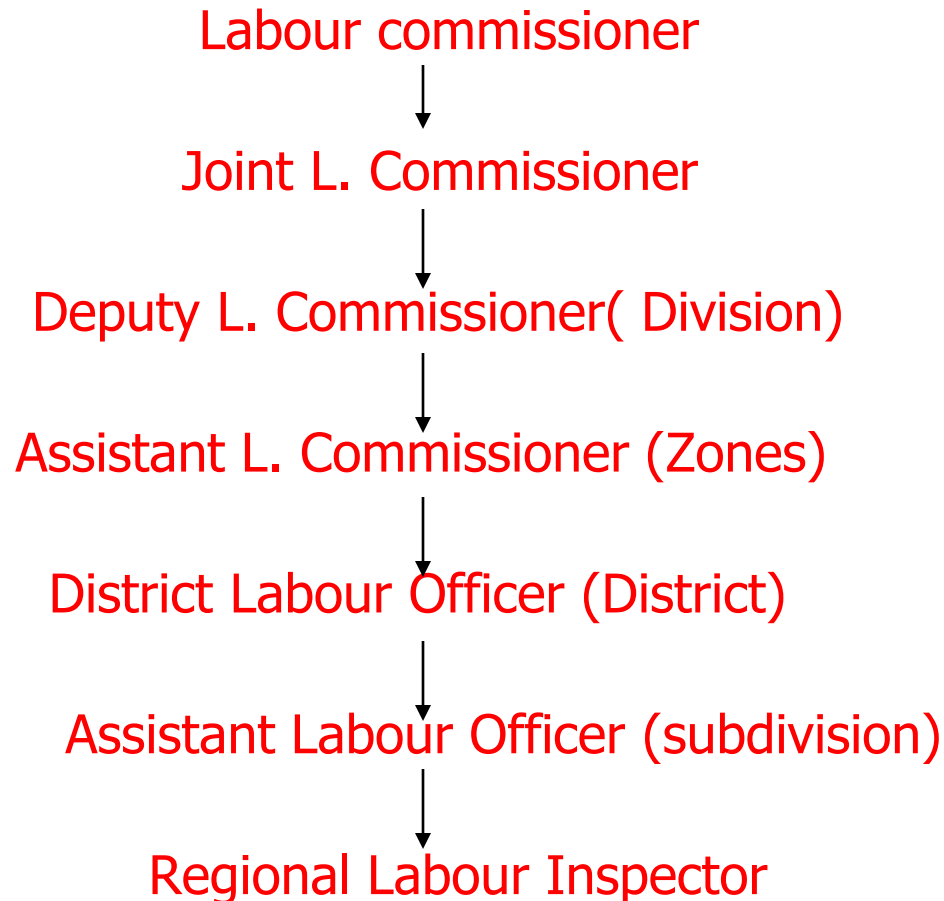 Labour commissioner
Joint L. Commissioner
Deputy L. Commissioner( Division)
Assistant L. Commissioner (Zones)
District Labour Officer (District)
Assistant Labour Officer (subdivision)
Regional Labour Inspector